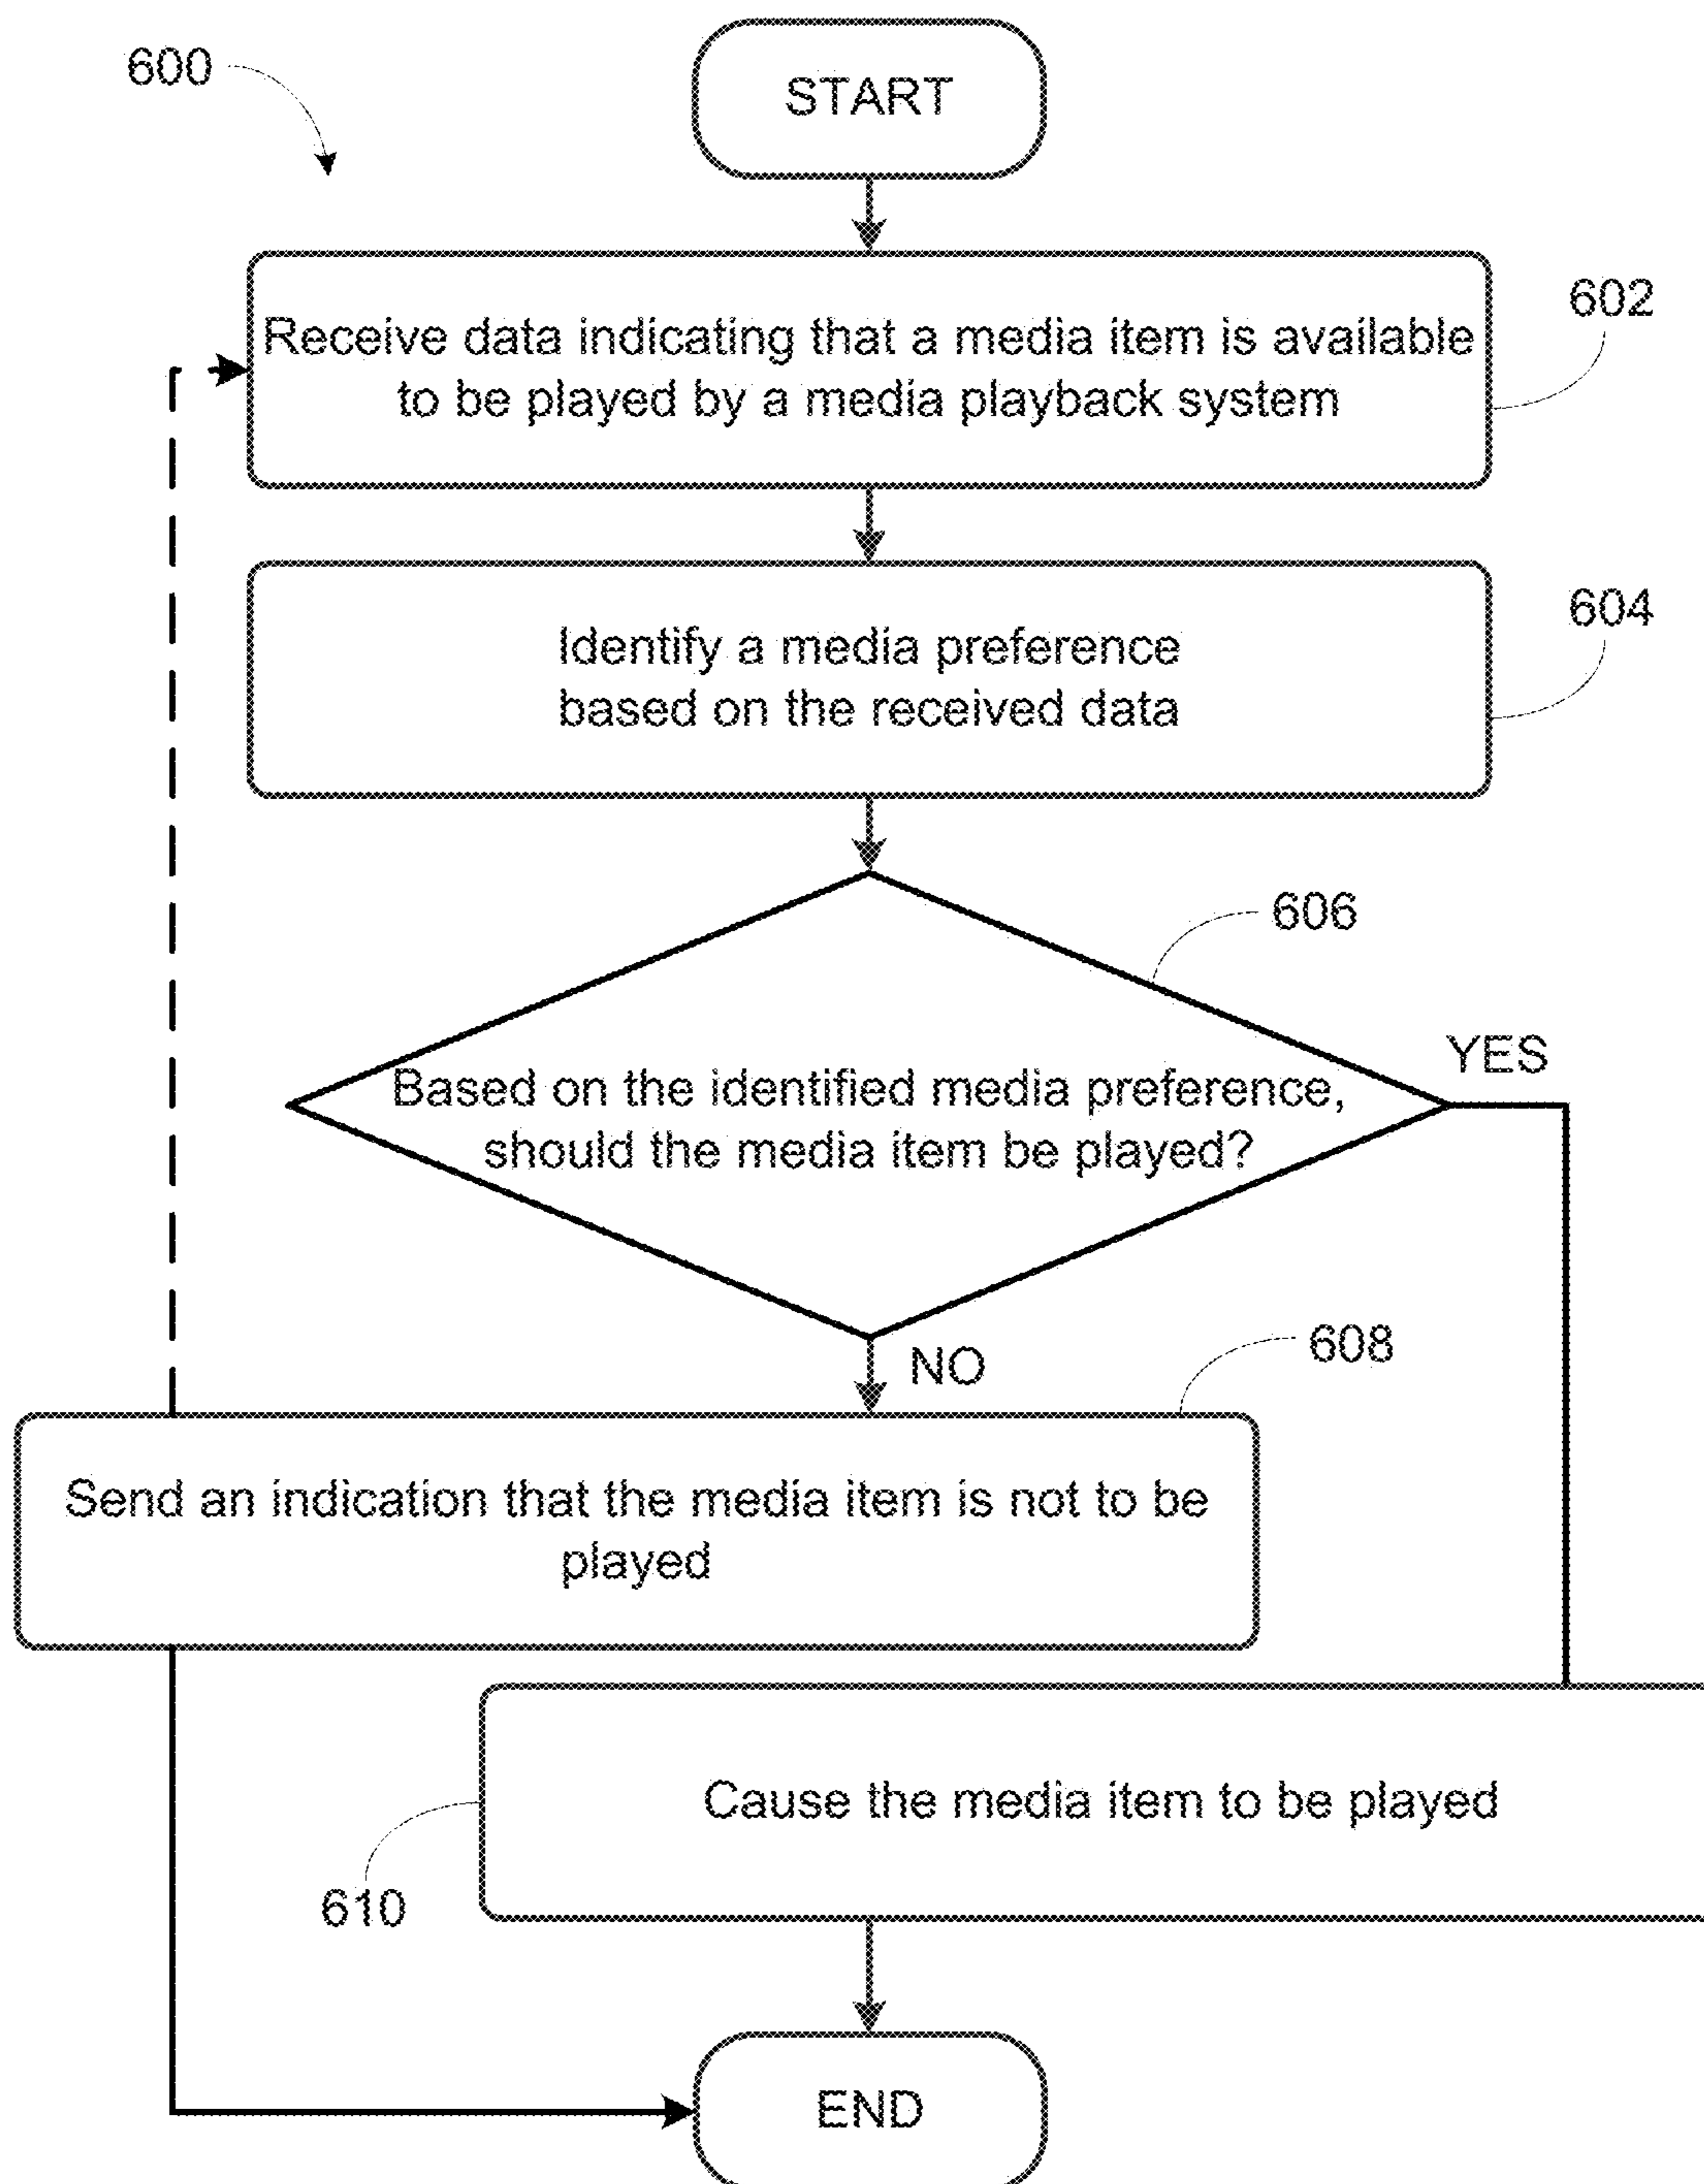 600
START
Receive data indicating that a media item is available
to be played by a media playback system
602
Identify a media preference
based on the received data
604
606
YES
Based on the identified media preference,
should the media item be played?
NO
608
Send an indication that the media item is not to be
played
Cause the media item to be played
610
END